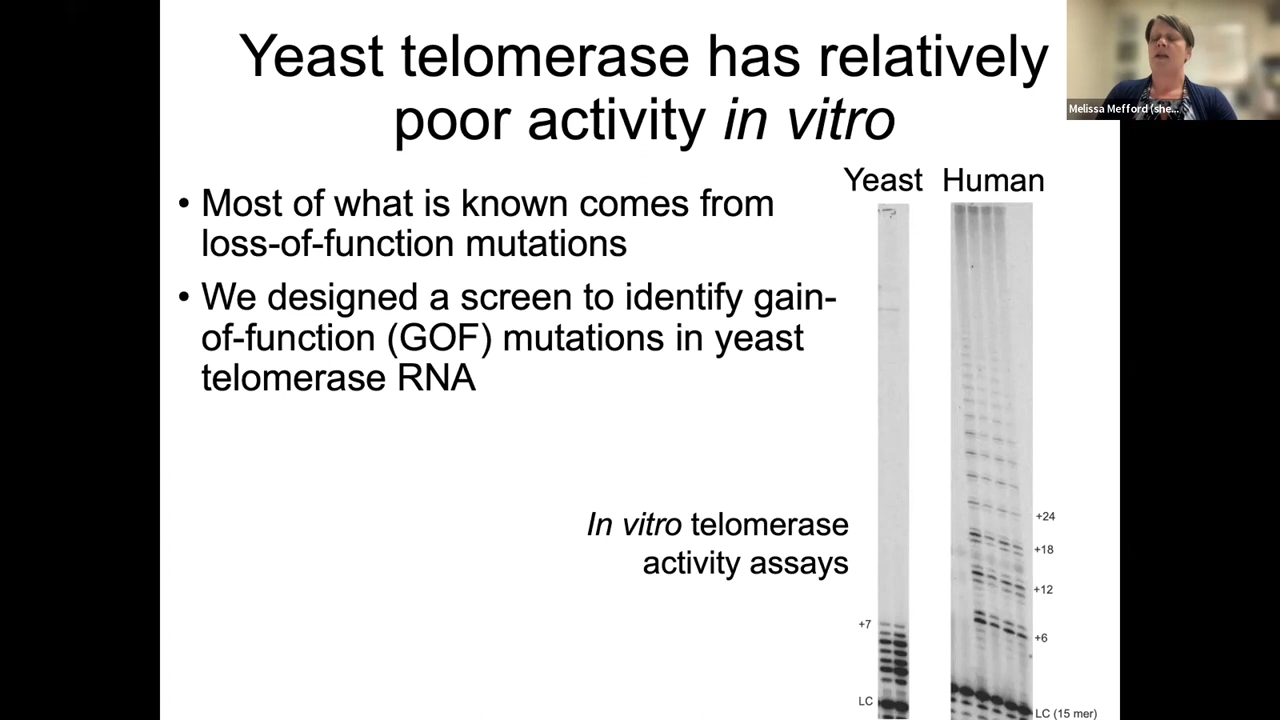 Yeast telomerase has relatively
poor activity in vitro
Melissa Mefford (she...
• Most of what is known comes from
loss-of-function mutations
• We designed a screen to identify gain-
of-function (GOF) mutations in yeast
telomerase RNA
Yeast Human
In vitro telomerase
activity assays
+7
LC
+24
+18
+12
+6
LC (15 mer)